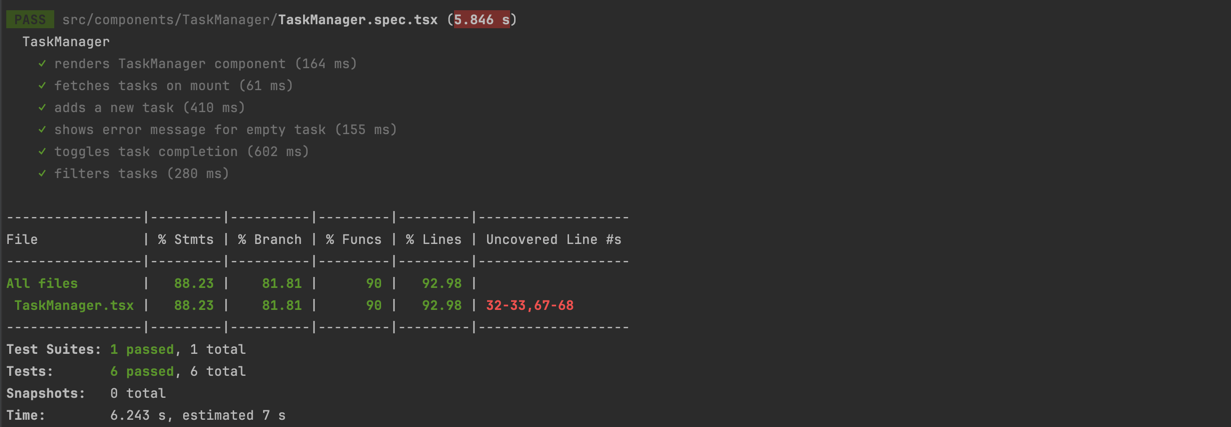 PASS src/components/TaskManager/TaskManager.spec.tsx (5.846 s)
TaskManager
✓ renders TaskManager component (164 ms)
✓ fetches tasks on mount (61 ms)
✓ adds a new task (410 ms)
✓ shows error message for empty task (155 ms)
✓ toggles task completion (602 ms)
✓ filters tasks (280 ms)
-----------------|---------|----------|---------|---------|-------------------
File             | % Stmts | % Branch | % Funcs | % Lines | Uncovered Line #s
-----------------|---------|----------|---------|---------|-------------------
All files        |   88.23 |    81.81 |      90 |   92.98 |
 TaskManager.tsx |   88.23 |    81.81 |      90 |   92.98 | 32-33,67-68
-----------------|---------|----------|---------|---------|-------------------
Test Suites: 1 passed, 1 total
Tests:       6 passed, 6 total
Snapshots:   0 total
Time:        6.243 s, estimated 7 s